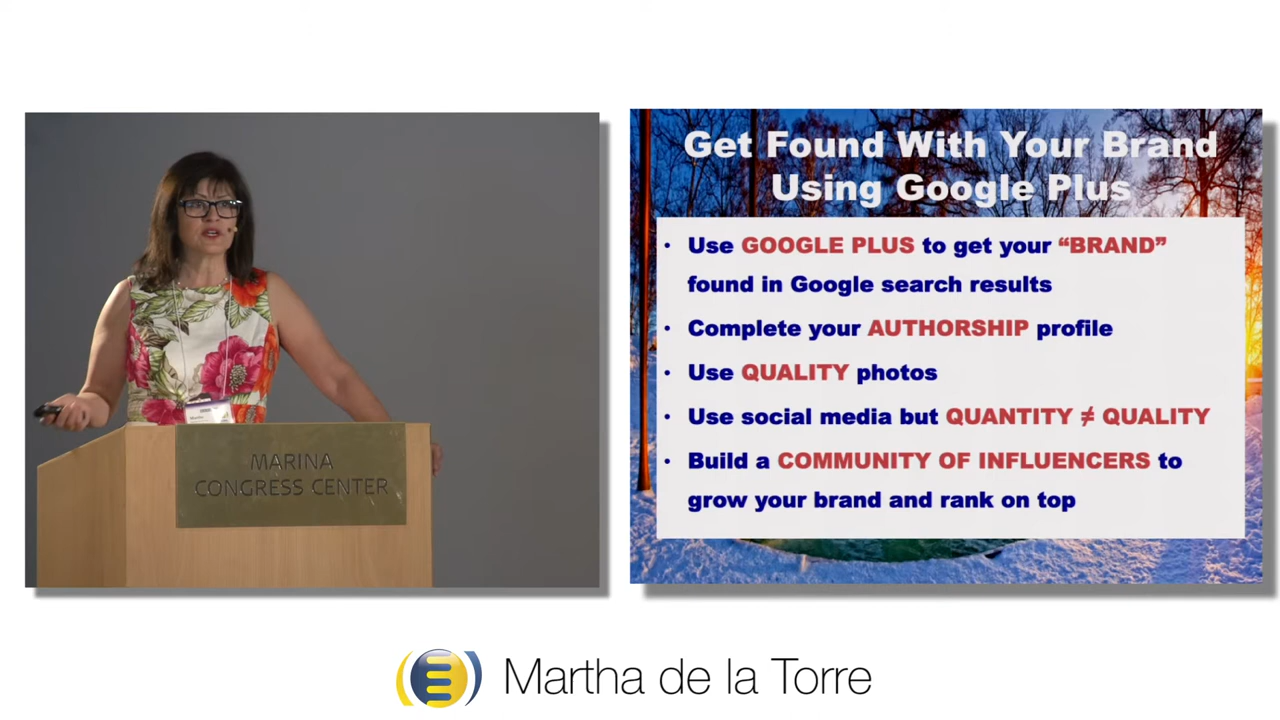 Get Found With Your Brand
Using Google Plus
• Use GOOGLE PLUS to get your “BRAND”
found in Google search results
• Complete your AUTHORSHIP profile
• Use QUALITY photos
• Use social media but QUANTITY ≠ QUALITY
• Build a COMMUNITY OF INFLUENCERS to
grow your brand and rank on top
MARINA
CONGRESS CENTER
Martha de la Torre